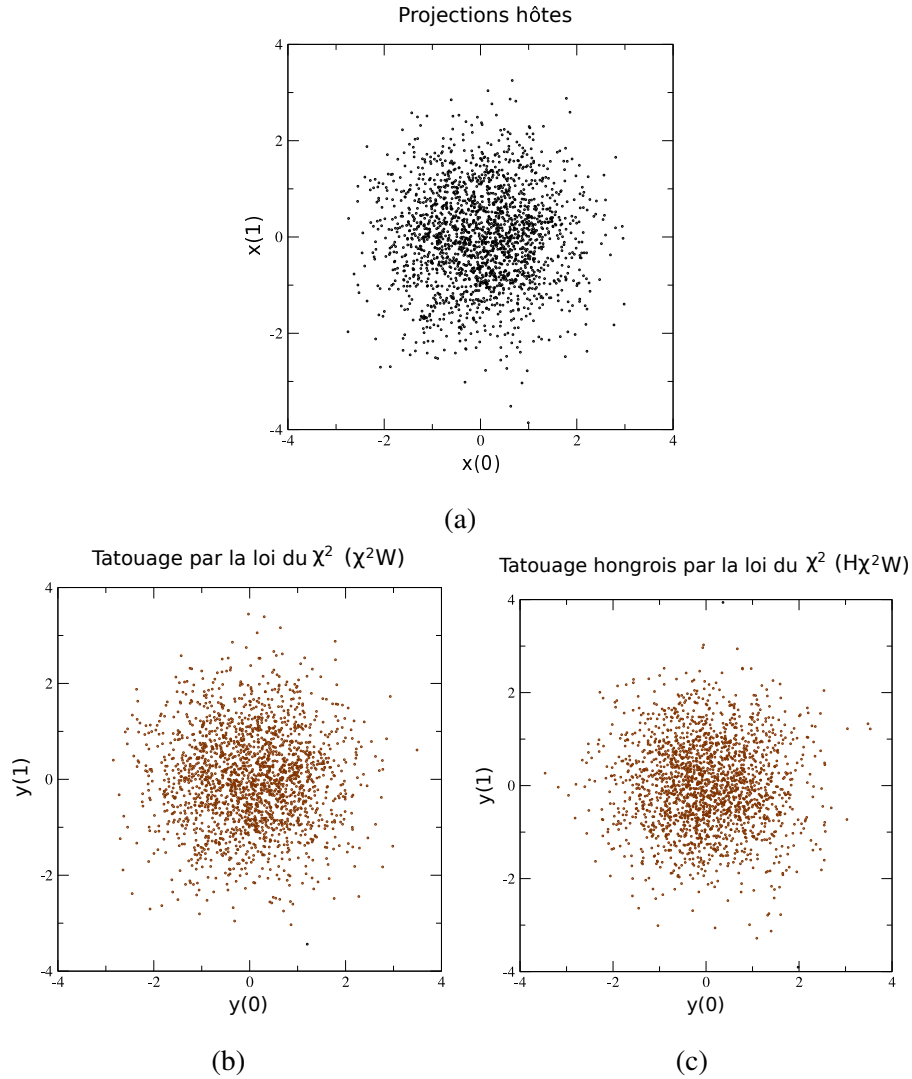 Projections hôtes
4
2
0
-2
-4
x(1)
-4 -2 0 2 4
x(0)
(a)
Tatouage par la loi du χ² (χ²W)
4
2
0
-2
-4
y(1)
-4 -2 0 2 4
y(0)
(b)
Tatouage hongrois par la loi du χ² (Hχ²W)
4
2
0
-2
-4
y(1)
-4 -2 0 2 4
y(0)
(c)